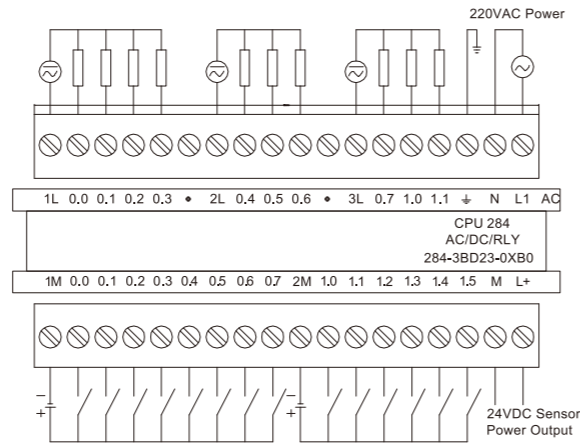 220VAC Power
1L 0.0 0.1 0.2 0.3 • 2L 0.4 0.5 0.6 • 3L 0.7 1.0 1.1 ⏚ N L1 AC
CPU 284
AC/DC/RLY
284-3BD23-0XB0
1M 0.0 0.1 0.2 0.3 0.4 0.5 0.6 0.7 2M 1.0 1.1 1.2 1.3 1.4 1.5 M L+
24VDC Sensor
Power Output